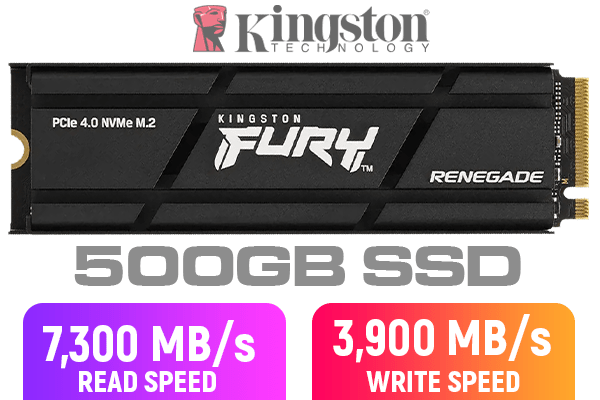 Kingston
TECHNOLOGY
PCIe 4.0 NVMe M.2
KINGSTON
FURY™
RENEGADE
500GB SSD
7,300 MB/s
READ SPEED
3,900 MB/s
WRITE SPEED